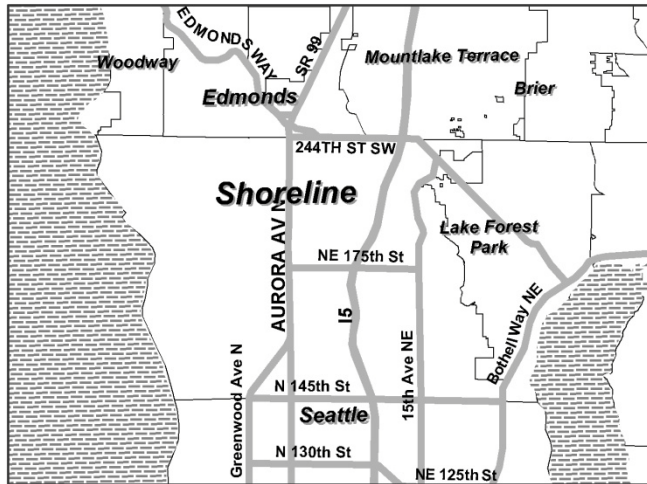 EDMONDS WAY
SR 99
Woodway
Mountlake Terrace
Edmonds
Brier
244TH ST SW
Shoreline
AURORA AV N
Lake Forest
Park
NE 175th St
I5
15th Ave NE
Bothell Way NE
Greenwood Ave N
N 145th St
Seattle
N 130th St
NE 125th St